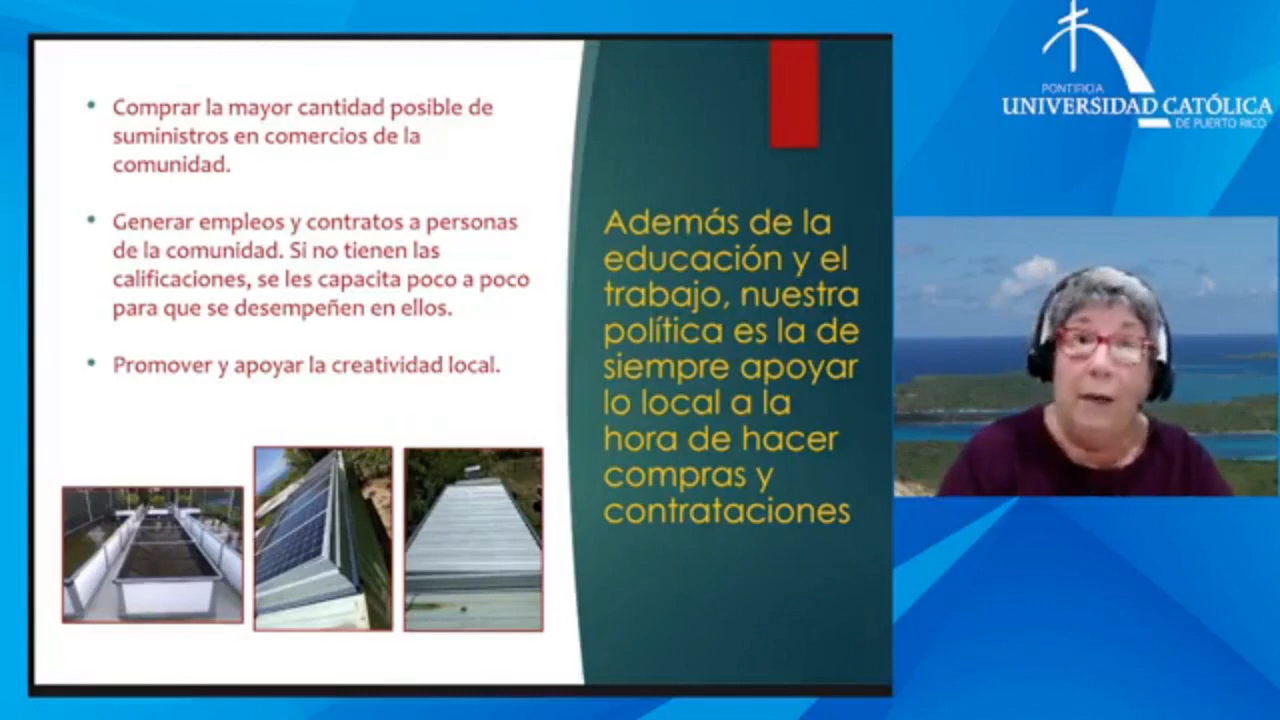 • Comprar la mayor cantidad posible de
suministros en comercios de la
comunidad.
• Generar empleos y contratos a personas
de la comunidad. Si no tienen las
calificaciones, se les capacita poco a poco
para que se desempeñen en ellos.
• Promover y apoyar la creatividad local.
Además de la
educación y el
trabajo, nuestra
política es la de
siempre apoyar
lo local a la
hora de hacer
compras y
contrataciones
PONTIFICIA
UNIVERSIDAD CATÓLICA
DE PUERTO RICO